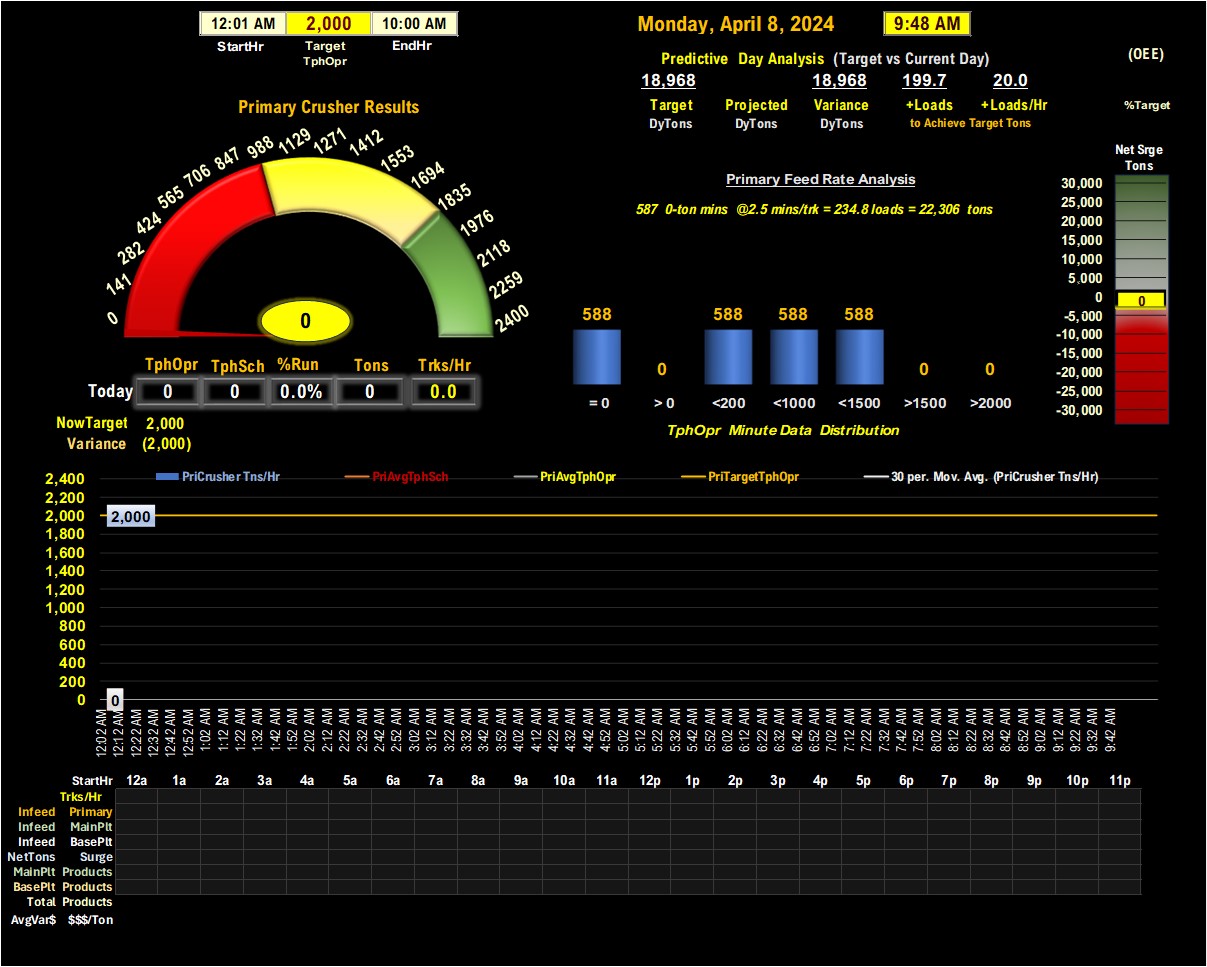 12:01 AM 2,000 10:00 AM
StartHr Target EndHr
TphOpr
Monday, April 8, 2024 9:48 AM
Predictive Day Analysis (Target vs Current Day)
18,968 18,968 199.7 20.0
Target Projected Variance +Loads +Loads/Hr
DyTons DyTons DyTons to Achieve Target Tons
(OEE)
%Target
Primary Crusher Results
0 141 282 424 565 706 847 988 1129 1271 1412 1553 1694 1835 1976 2118 2259 2400
0
TphOpr TphSch %Run Tons Trks/Hr
Today 0 0 0.0% 0 0.0
NowTarget 2,000
Variance (2,000)
Primary Feed Rate Analysis
587 0-ton mins @2.5 mins/trk = 234.8 loads = 22,306 tons
588 0 588 588 588 0 0
= 0 > 0 <200 <1000 <1500 >1500 >2000
TphOpr Minute Data Distribution
Net Srge
Tons
30,000
25,000
20,000
15,000
10,000
5,000
0 0
-5,000
-10,000
-15,000
-20,000
-25,000
-30,000
PriCrusher Tns/Hr PriAvgTphSch PriAvgTphOpr PriTargetTphOpr 30 per. Mov. Avg. (PriCrusher Tns/Hr)
2,400
2,200
2,000 2,000
1,800
1,600
1,400
1,200
1,000
800
600
400
200
0 0
12:02 AM 12:12 AM 12:22 AM 12:32 AM 12:42 AM 12:52 AM 1:02 AM 1:12 AM 1:22 AM 1:32 AM 1:42 AM 1:52 AM 2:02 AM 2:12 AM 2:22 AM 2:32 AM 2:42 AM 2:52 AM 3:02 AM 3:12 AM 3:22 AM 3:32 AM 3:42 AM 3:52 AM 4:02 AM 4:12 AM 4:22 AM 4:32 AM 4:42 AM 4:52 AM 5:02 AM 5:12 AM 5:22 AM 5:32 AM 5:42 AM 5:52 AM 6:02 AM 6:12 AM 6:22 AM 6:32 AM 6:42 AM 6:52 AM 7:02 AM 7:12 AM 7:22 AM 7:32 AM 7:42 AM 7:52 AM 8:02 AM 8:12 AM 8:22 AM 8:32 AM 8:42 AM 8:52 AM 9:02 AM 9:12 AM 9:22 AM 9:32 AM 9:42 AM
StartHr 12a 1a 2a 3a 4a 5a 6a 7a 8a 9a 10a 11a 12p 1p 2p 3p 4p 5p 6p 7p 8p 9p 10p 11p
Trks/Hr
Infeed Primary
Infeed MainPlt
Infeed BasePlt
NetTons Surge
MainPlt Products
BasePlt Products
Total Products
AvgVar$ $$$/Ton